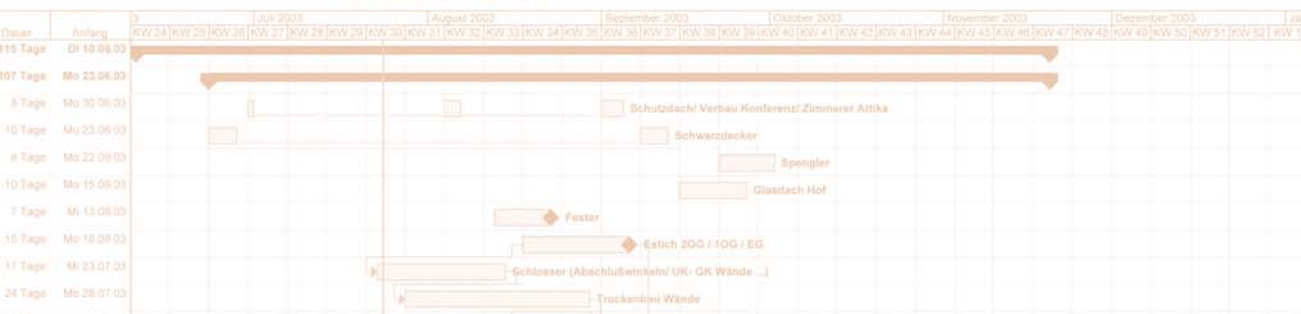 Juli 2003 August 2003 September 2003 Oktober 2003 November 2003 Dezember 2003
Dauer Anfang KW 24 KW 25 KW 26 KW 27 KW 28 KW 29 KW 30 KW 31 KW 32 KW 33 KW 34 KW 35 KW 36 KW 37 KW 38 KW 39 KW 40 KW 41 KW 42 KW 43 KW 44 KW 45 KW 46 KW 47 KW 48 KW 49 KW 50 KW 51 KW 52 KW 1
115 Tage Di 10.06.03
107 Tage Mo 23.06.03
8 Tage Mo 30.06.03 Schutzdach/ Verbau Konferenz/ Zimmerer Attika
10 Tage Mo 23.06.03 Schwarzdecker
Tage Mo 22.09.03 Spengler
10 Tage Mo 15.09.03 Glasdach Hof
7 Tage Mi 13.08.03 Fester
15 Tage Mo 18.08.03 Estich 2OG / 1OG / EG
17 Tage Mi 23.07.03 Schlosser (Abschlußwinkeln/ UK- GK Wände ...)
24 Tage Mo 28.07.03 Trockenbau Wände